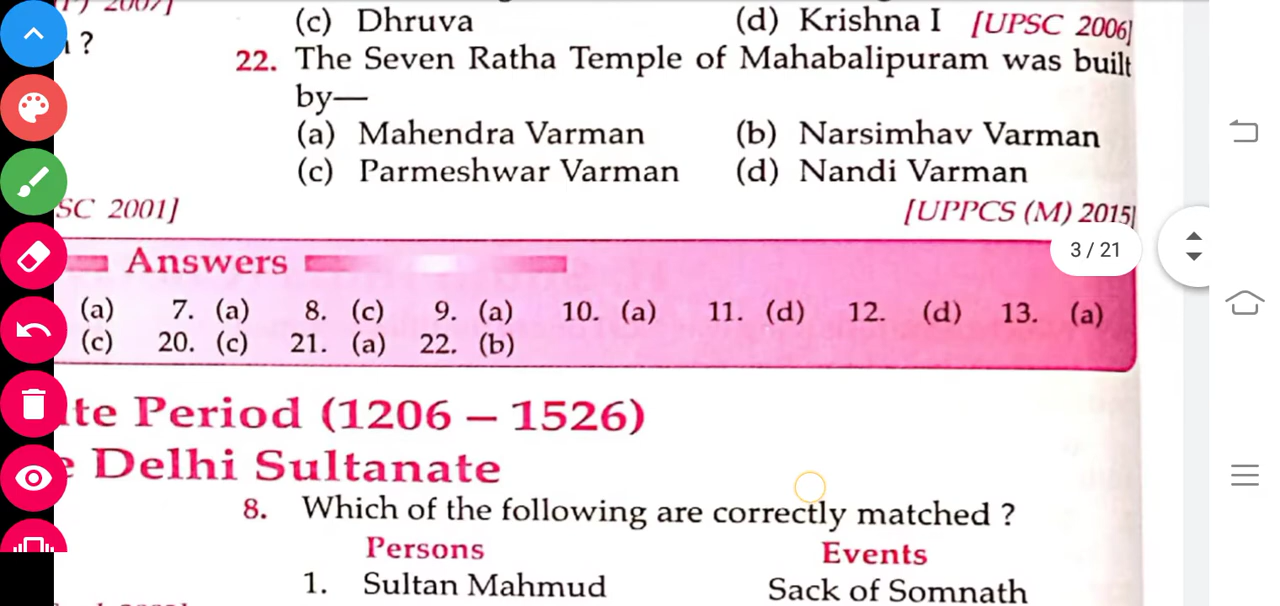 (c) Dhruva (d) Krishna I [UPSC 2006]
?
22. The Seven Ratha Temple of Mahabalipuram was built
by—
(a) Mahendra Varman (b) Narsimhav Varman
(c) Parmeshwar Varman (d) Nandi Varman
SC 2001] [UPPCS (M) 2015]
3 / 21
Answers
(a) 7. (a) 8. (c) 9. (a) 10. (a) 11. (d) 12. (d) 13. (a)
(c) 20. (c) 21. (a) 22. (b)
te Period (1206 – 1526)
Delhi Sultanate
8. Which of the following are correctly matched ?
Persons Events
1. Sultan Mahmud Sack of Somnath